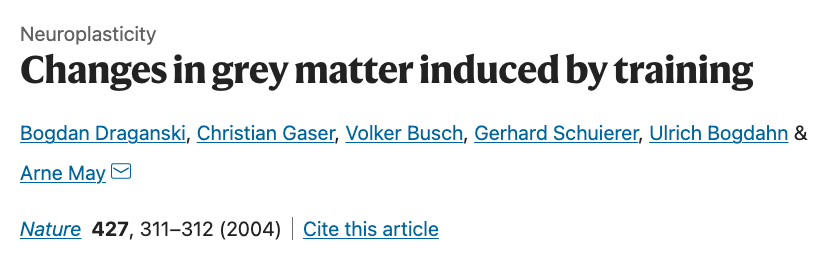 Neuroplasticity
Changes in grey matter induced by training
Bogdan Draganski, Christian Gaser, Volker Busch, Gerhard Schuierer, Ulrich Bogdahn &
Arne May
Nature 427, 311–312 (2004) Cite this article